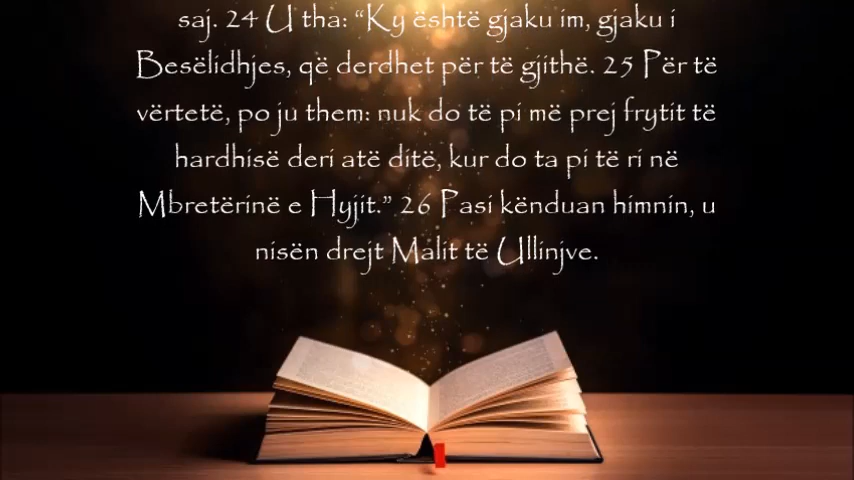 saj. 24 U tha: “Ky është gjaku im, gjaku i
Besëlidhjes, që derdhet për të gjithë. 25 Për të
vërtetë, po ju them: nuk do të pi më prej frytit të
hardhisë deri atë ditë, kur do ta pi të ri në
Mbretërinë e Hyjit.” 26 Pasi kënduan himnin, u
nisën drejt Malit të Ullinjve.